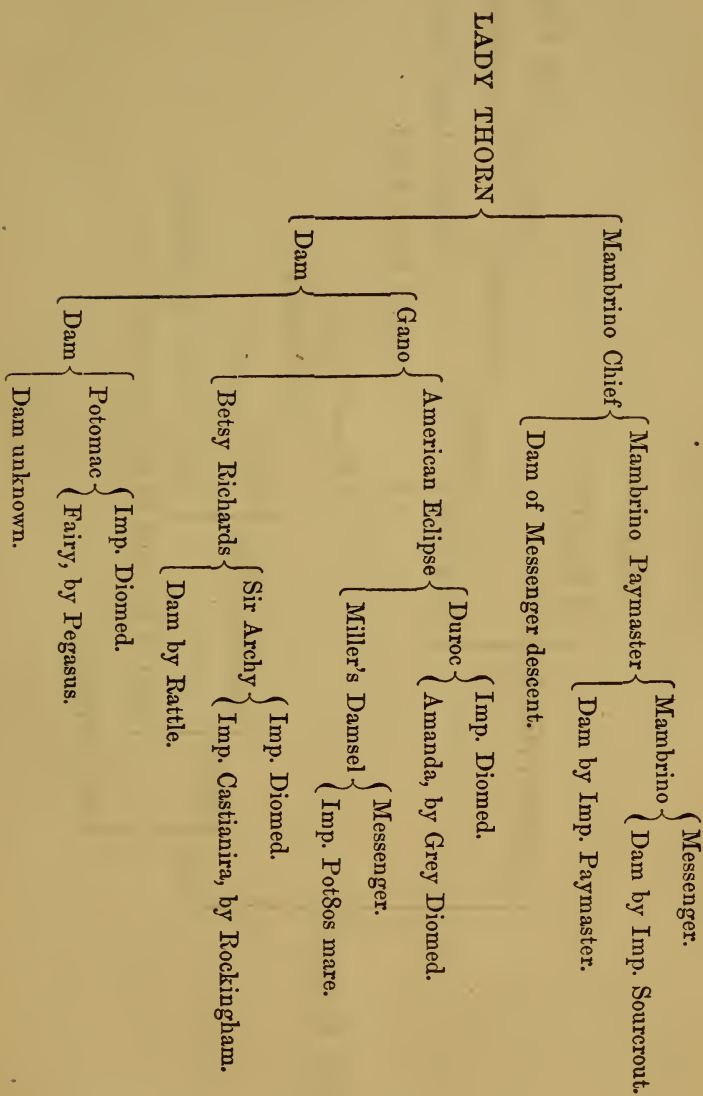 Messenger.
Mambrino
Mambrino Paymaster
Dam by Imp. Sourcrout.
Mambrino Chief
Dam by Imp. Paymaster.
Dam of Messenger descent.
LADY THORN
Imp. Diomed.
Duroc
American Eclipse
Amanda, by Grey Diomed.
Gano
Messenger.
Miller's Damsel
Imp. Pot8os mare.
Dam
Imp. Diomed.
Sir Archy
Betsy Richards
Imp. Castianira, by Rockingham.
Dam by Rattle.
Imp. Diomed.
Potomac
Dam
Fairy, by Pegasus.
Dam unknown.